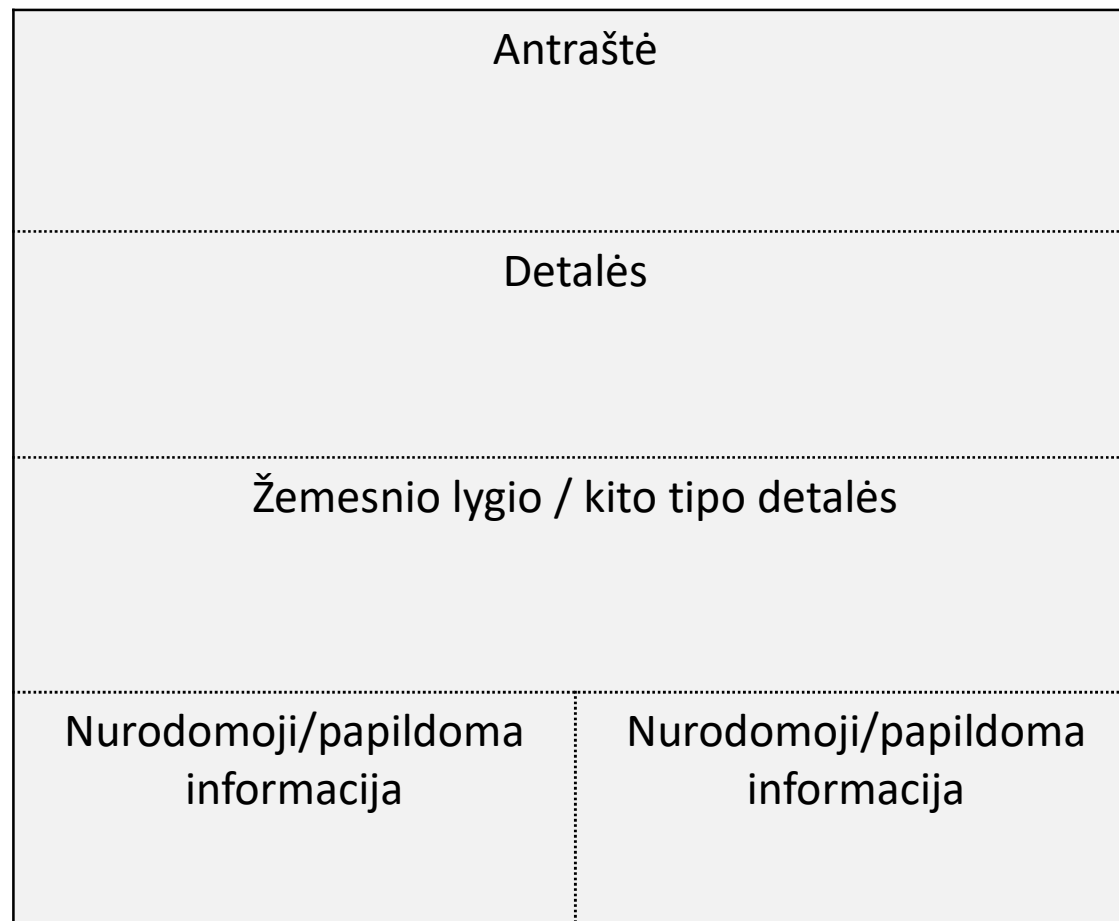 Antraštė
Detalės
Žemesnio lygio / kito tipo detalės
Nurodomoji/papildoma
informacija
Nurodomoji/papildoma
informacija